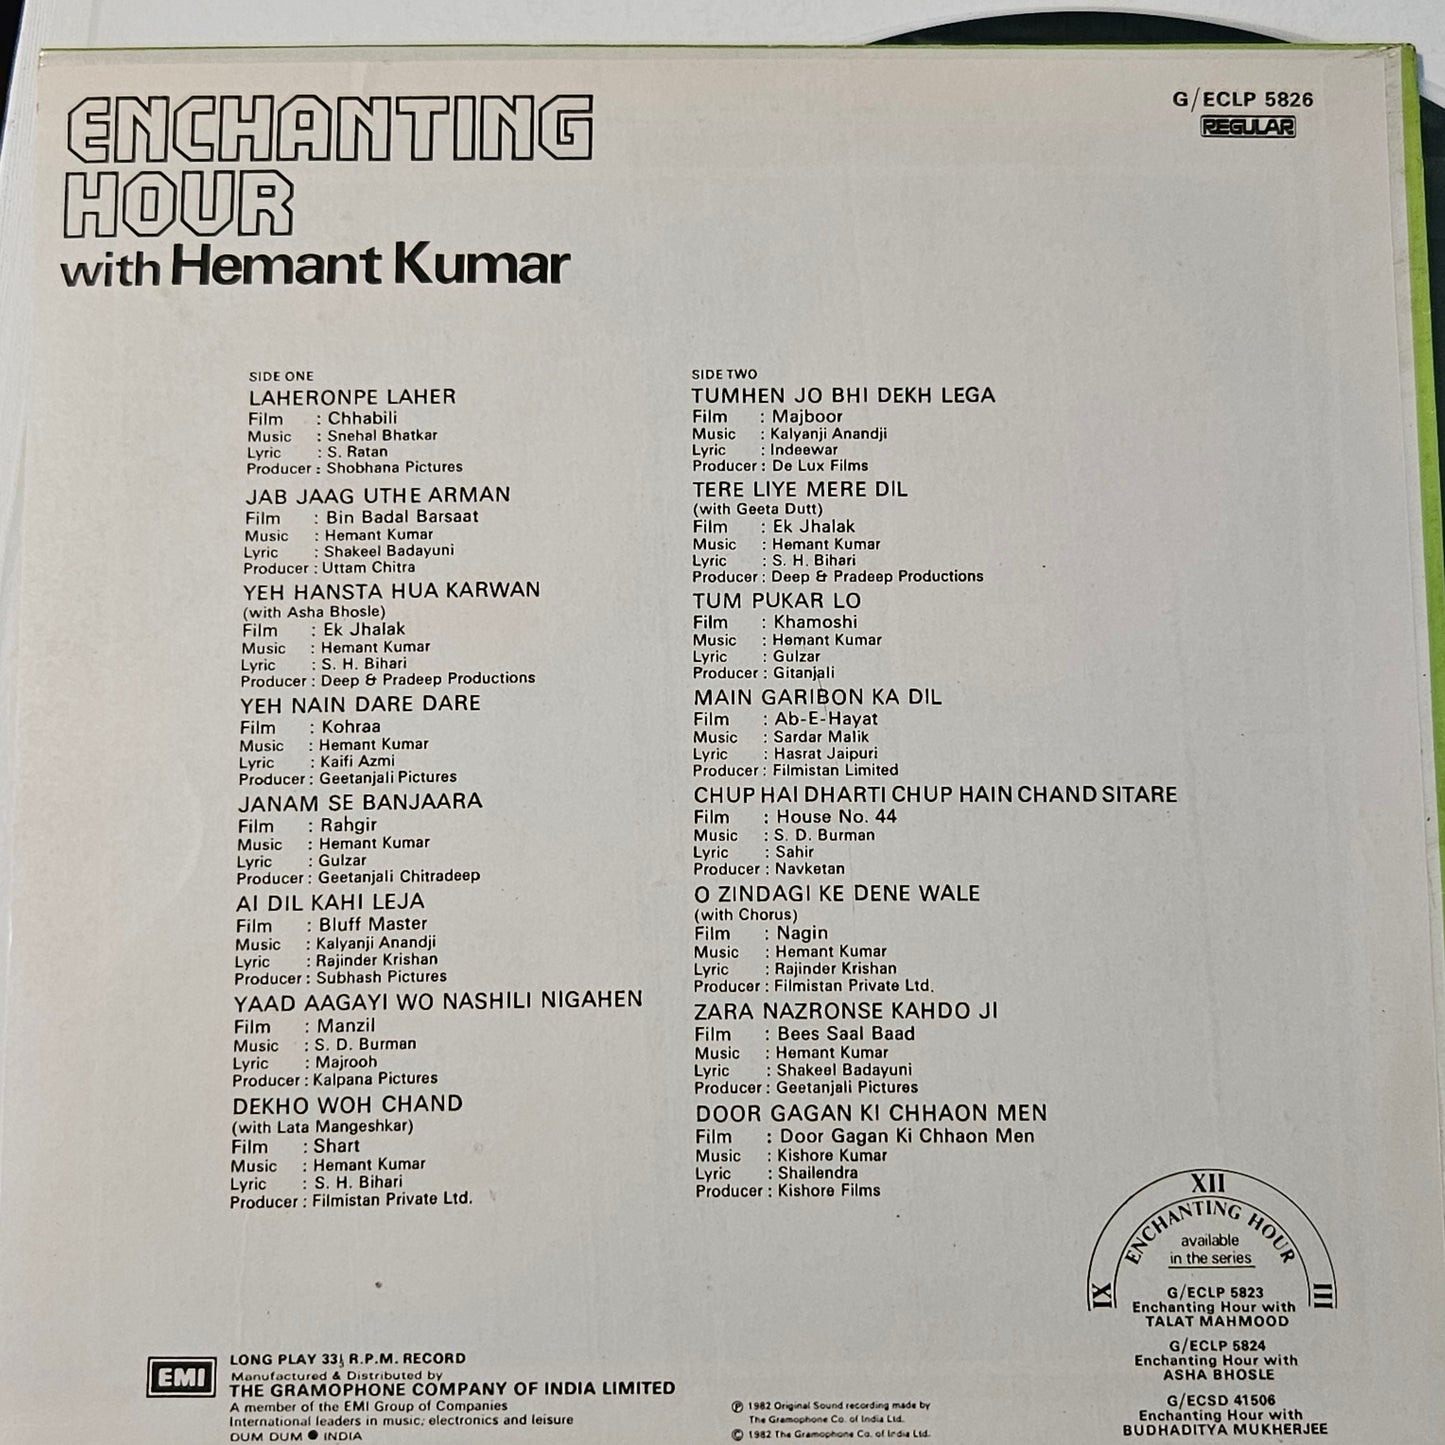 ENCHANTING
HOUR
with Hemant Kumar
G/ECLP 5826
REGULAR
SIDE ONE
LAHERONPE LAHER
Film : Chhabili
Music : Snehal Bhatkar
Lyric : S. Ratan
Producer : Shobhana Pictures
JAB JAAG UTHE ARMAN
Film : Bin Badal Barsaat
Music : Hemant Kumar
Lyric : Shakeel Badayuni
Producer : Uttam Chitra
YEH HANSTA HUA KARWAN
(with Asha Bhosle)
Film : Ek Jhalak
Music : Hemant Kumar
Lyric : S. H. Bihari
Producer : Deep & Pradeep Productions
YEH NAIN DARE DARE
Film : Kohraa
Music : Hemant Kumar
Lyric : Kaifi Azmi
Producer : Geetanjali Pictures
JANAM SE BANJAARA
Film : Rahgir
Music : Hemant Kumar
Lyric : Gulzar
Producer : Geetanjali Chitradeep
AI DIL KAHI LEJA
Film : Bluff Master
Music : Kalyanji Anandji
Lyric : Rajinder Krishan
Producer : Subhash Pictures
YAAD AAGAYI WO NASHILI NIGAHEN
Film : Manzil
Music : S. D. Burman
Lyric : Majrooh
Producer : Kalpana Pictures
DEKHO WOH CHAND
(with Lata Mangeshkar)
Film : Shart
Music : Hemant Kumar
Lyric : S. H. Bihari
Producer : Filmistan Private Ltd.
SIDE TWO
TUMHEN JO BHI DEKH LEGA
Film : Majboor
Music : Kalyanji Anandji
Lyric : Indeewar
Producer : De Lux Films
TERE LIYE MERE DIL
(with Geeta Dutt)
Film : Ek Jhalak
Music : Hemant Kumar
Lyric : S. H. Bihari
Producer : Deep & Pradeep Productions
TUM PUKAR LO
Film : Khamoshi
Music : Hemant Kumar
Lyric : Gulzar
Producer : Gitanjali
MAIN GARIBON KA DIL
Film : Ab-E-Hayat
Music : Sardar Malik
Lyric : Hasrat Jaipuri
Producer : Filmistan Limited
CHUP HAI DHARTI CHUP HAIN CHAND SITARE
Film : House No. 44
Music : S. D. Burman
Lyric : Sahir
Producer : Navketan
O ZINDAGI KE DENE WALE
(with Chorus)
Film : Nagin
Music : Hemant Kumar
Lyric : Rajinder Krishan
Producer : Filmistan Private Ltd.
ZARA NAZRONSE KAHDO JI
Film : Bees Saal Baad
Music : Hemant Kumar
Lyric : Shakeel Badayuni
Producer : Geetanjali Pictures
DOOR GAGAN KI CHHAON MEN
Film : Door Gagan Ki Chhaon Men
Music : Kishore Kumar
Lyric : Shailendra
Producer : Kishore Films
XII
IX
III
ENCHANTING HOUR
available
in the series
G/ECLP 5823
Enchanting Hour with
TALAT MAHMOOD
G/ECLP 5824
Enchanting Hour with
ASHA BHOSLE
G/ECSD 41506
Enchanting Hour with
BUDHADITYA MUKHERJEE
EMI
LONG PLAY 33⅓ R.P.M. RECORD
Manufactured & Distributed by
THE GRAMOPHONE COMPANY OF INDIA LIMITED
A member of the EMI Group of Companies
International leaders in music, electronics and leisure
DUM DUM ● INDIA
Ⓟ 1982 Original Sound recording made by
The Gramophone Co. of India Ltd.
© 1982 The Gramophone Co. of India Ltd.